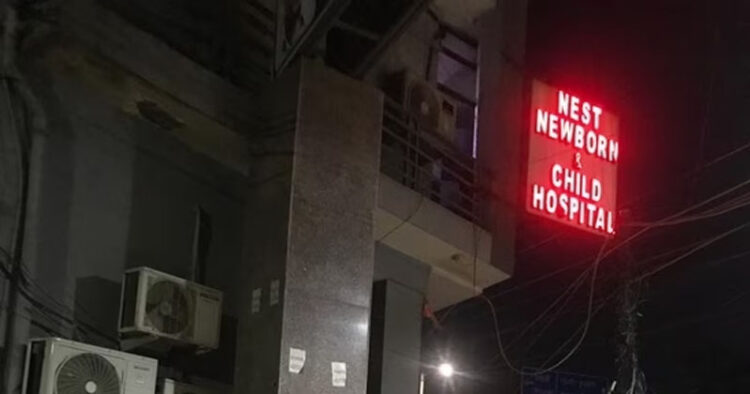 NEST
NEWBORN
&
CHILD
HOSPITAL